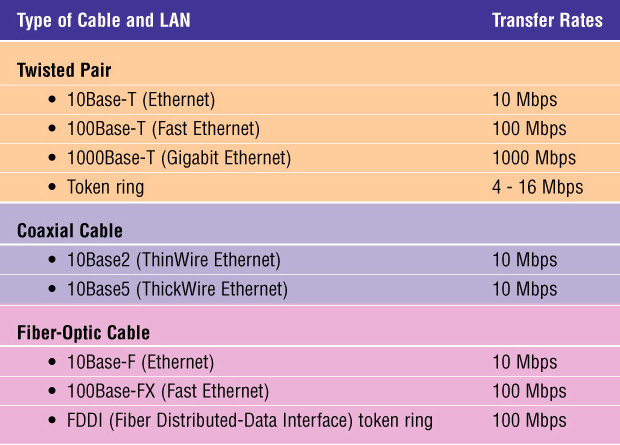 Type of Cable and LAN Transfer Rates
Twisted Pair
• 10Base-T (Ethernet) 10 Mbps
• 100Base-T (Fast Ethernet) 100 Mbps
• 1000Base-T (Gigabit Ethernet) 1000 Mbps
• Token ring 4 - 16 Mbps
Coaxial Cable
• 10Base2 (ThinWire Ethernet) 10 Mbps
• 10Base5 (ThickWire Ethernet) 10 Mbps
Fiber-Optic Cable
• 10Base-F (Ethernet) 10 Mbps
• 100Base-FX (Fast Ethernet) 100 Mbps
• FDDI (Fiber Distributed-Data Interface) token ring 100 Mbps